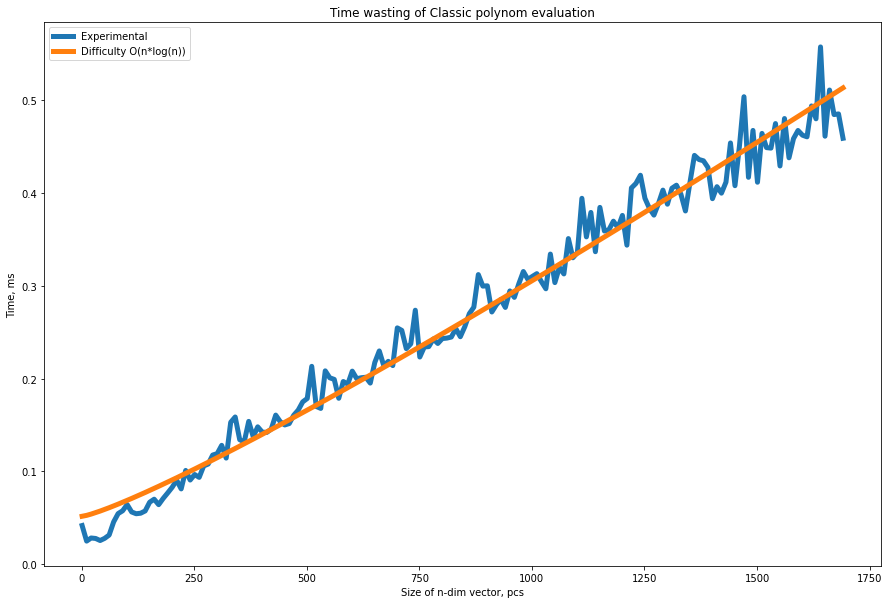 Time wasting of Classic polynom evaluation
Experimental
Difficulty O(n*log(n))
Time, ms
0.5
0.4
0.3
0.2
0.1
0.0
0 250 500 750 1000 1250 1500 1750
Size of n-dim vector, pcs